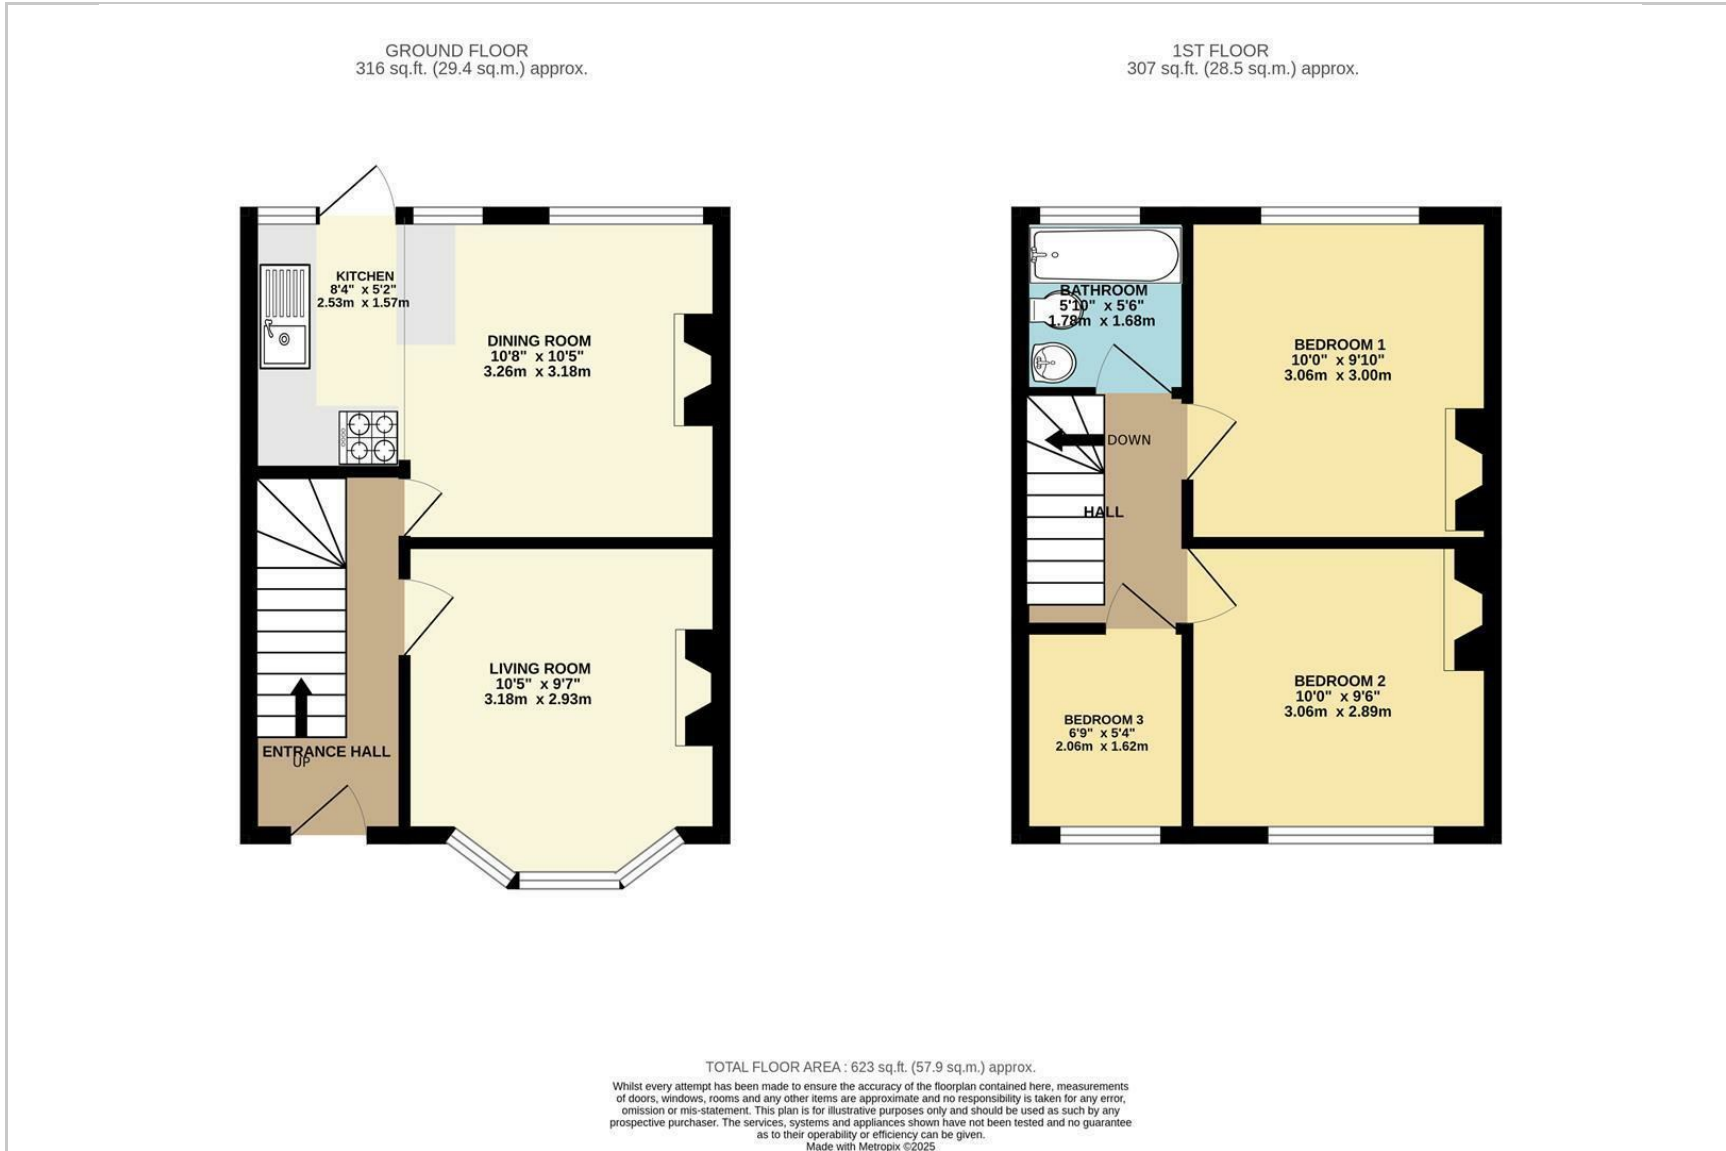 GROUND FLOOR
316 sq.ft. (29.4 sq.m.) approx.
KITCHEN
8'4" x 5'2"
2.53m x 1.57m
DINING ROOM
10'8" x 10'5"
3.26m x 3.18m
LIVING ROOM
10'5" x 9'7"
3.18m x 2.93m
ENTRANCE HALL
UP
1ST FLOOR
307 sq.ft. (28.5 sq.m.) approx.
BATHROOM
5'10" x 5'6"
1.78m x 1.68m
BEDROOM 1
10'0" x 9'10"
3.06m x 3.00m
DOWN
HALL
BEDROOM 2
10'0" x 9'6"
3.06m x 2.89m
BEDROOM 3
6'9" x 5'4"
2.06m x 1.62m
TOTAL FLOOR AREA : 623 sq.ft. (57.9 sq.m.) approx.
Whilst every attempt has been made to ensure the accuracy of the floorplan contained here, measurements
of doors, windows, rooms and any other items are approximate and no responsibility is taken for any error,
omission or mis-statement. This plan is for illustrative purposes only and should be used as such by any
prospective purchaser. The services, systems and appliances shown have not been tested and no guarantee
as to their operability or efficiency can be given.
Made with Metropix ©2025